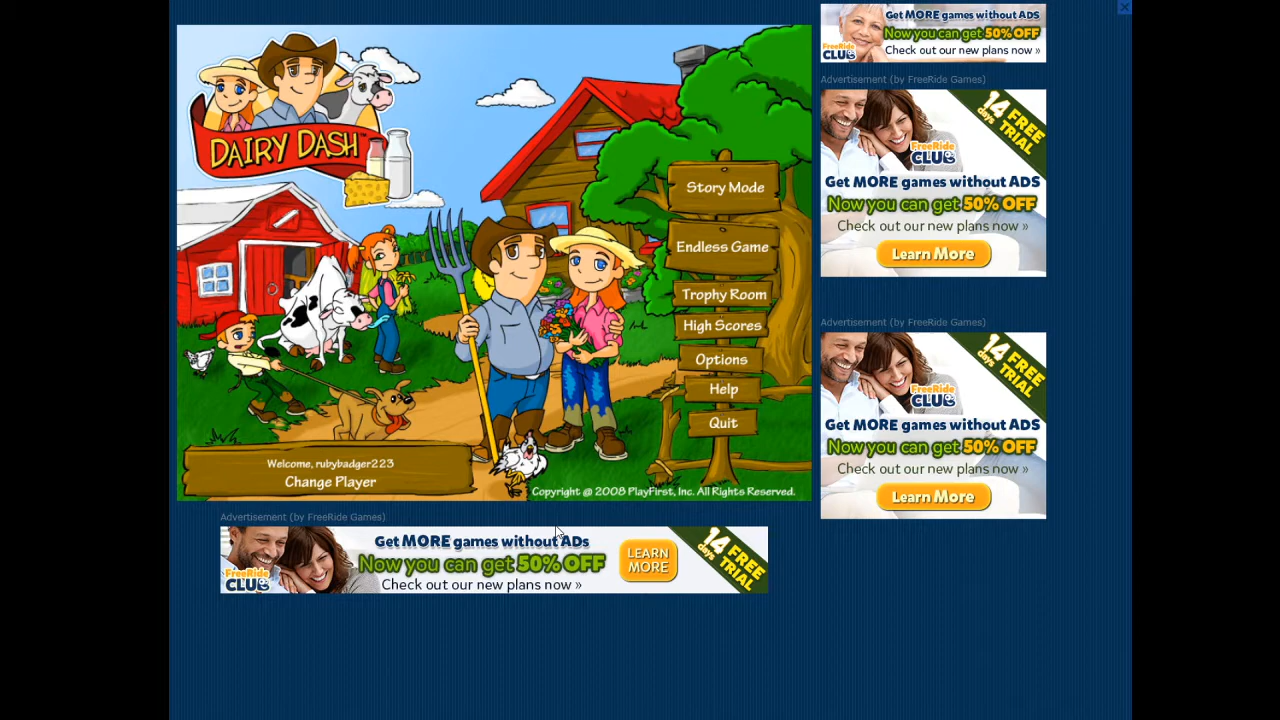 DAIRY DASH™
Story Mode
Endless Game
Trophy Room
High Scores
Options
Help
Quit
Welcome, rubybadger223
Change Player
Copyright @ 2008 PlayFirst, Inc. All Rights Reserved.
Get MORE games without ADS
Now you can get 50% OFF
Check out our new plans now »
FreeRide
CLUB
Advertisement (by FreeRide Games)
14 FREE
days TRIAL
FreeRide
CLUB
Get MORE games without ADS
Now you can get 50% OFF
Check out our new plans now »
Learn More
Advertisement (by FreeRide Games)
14 FREE
days TRIAL
FreeRide
CLUB
Get MORE games without ADS
Now you can get 50% OFF
Check out our new plans now »
Learn More
Advertisement (by FreeRide Games)
FreeRide
CLUB
Get MORE games without ADs
Now you can get 50% OFF
Check out our new plans now »
LEARN
MORE
14 FREE
days TRIAL